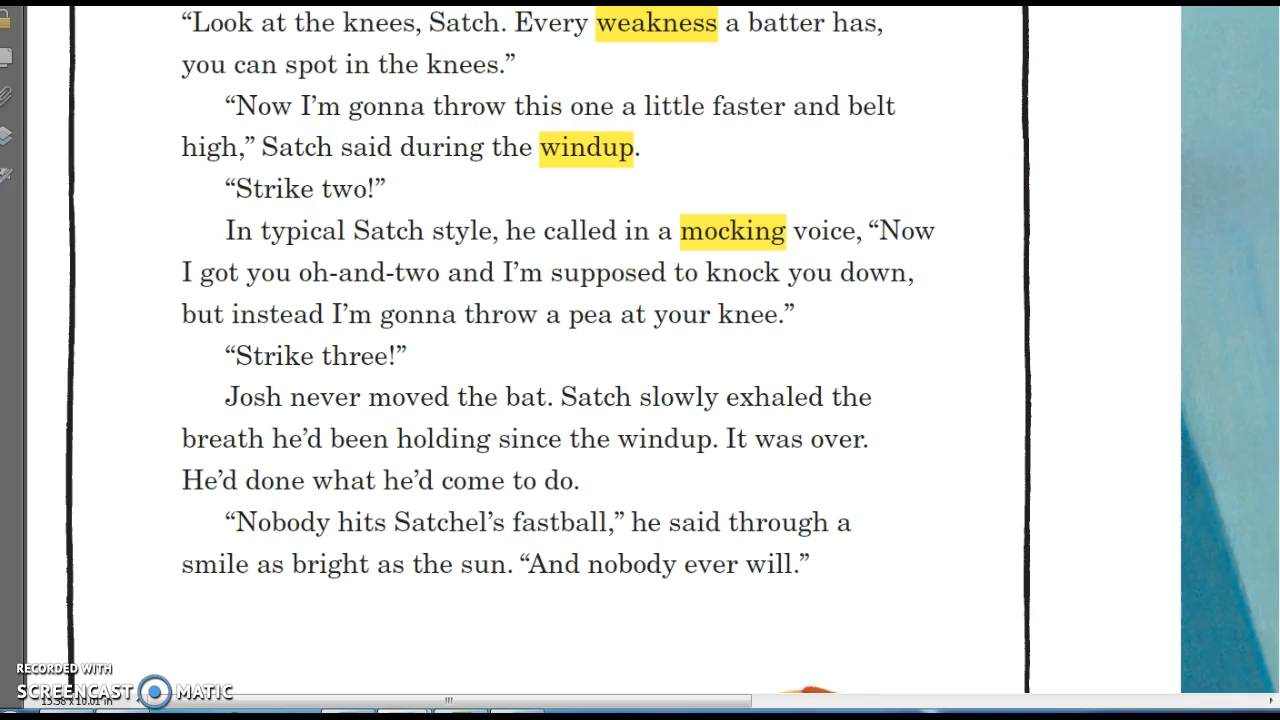 “Look at the knees, Satch. Every weakness a batter has,
you can spot in the knees.”
“Now I’m gonna throw this one a little faster and belt
high,” Satch said during the windup.
“Strike two!”
In typical Satch style, he called in a mocking voice, “Now
I got you oh-and-two and I’m supposed to knock you down,
but instead I’m gonna throw a pea at your knee.”
“Strike three!”
Josh never moved the bat. Satch slowly exhaled the
breath he’d been holding since the windup. It was over.
He’d done what he’d come to do.
“Nobody hits Satchel’s fastball,” he said through a
smile as bright as the sun. “And nobody ever will.”
RECORDED WITH
SCREENCAST MATIC
13.38 x 10.01 in